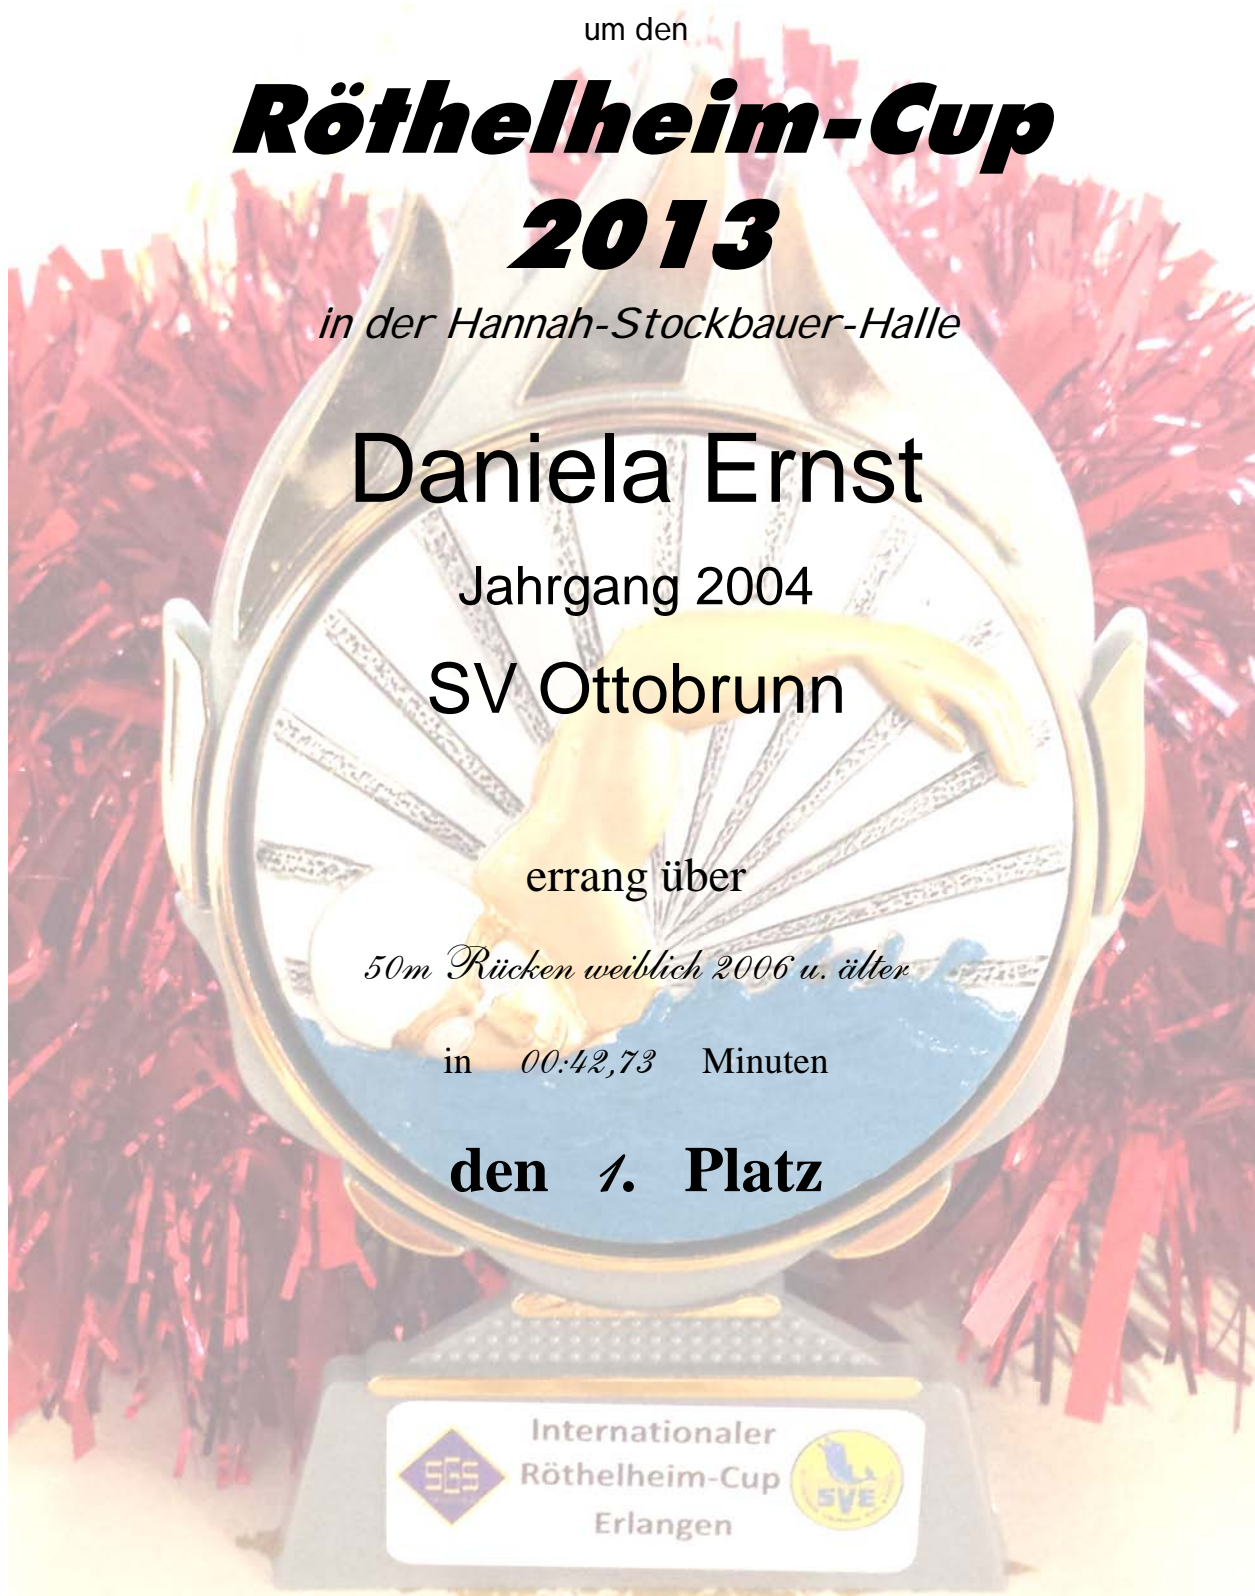 um den
Röthelheim-Cup
2013
in der Hannah-Stockbauer-Halle
Daniela Ernst
Jahrgang 2004
SV Ottobrunn
errang über
50m Rücken weiblich 2006 u. älter
in 00:42,73 Minuten
den 1. Platz
Internationaler
Röthelheim-Cup
Erlangen
SGS
SVE